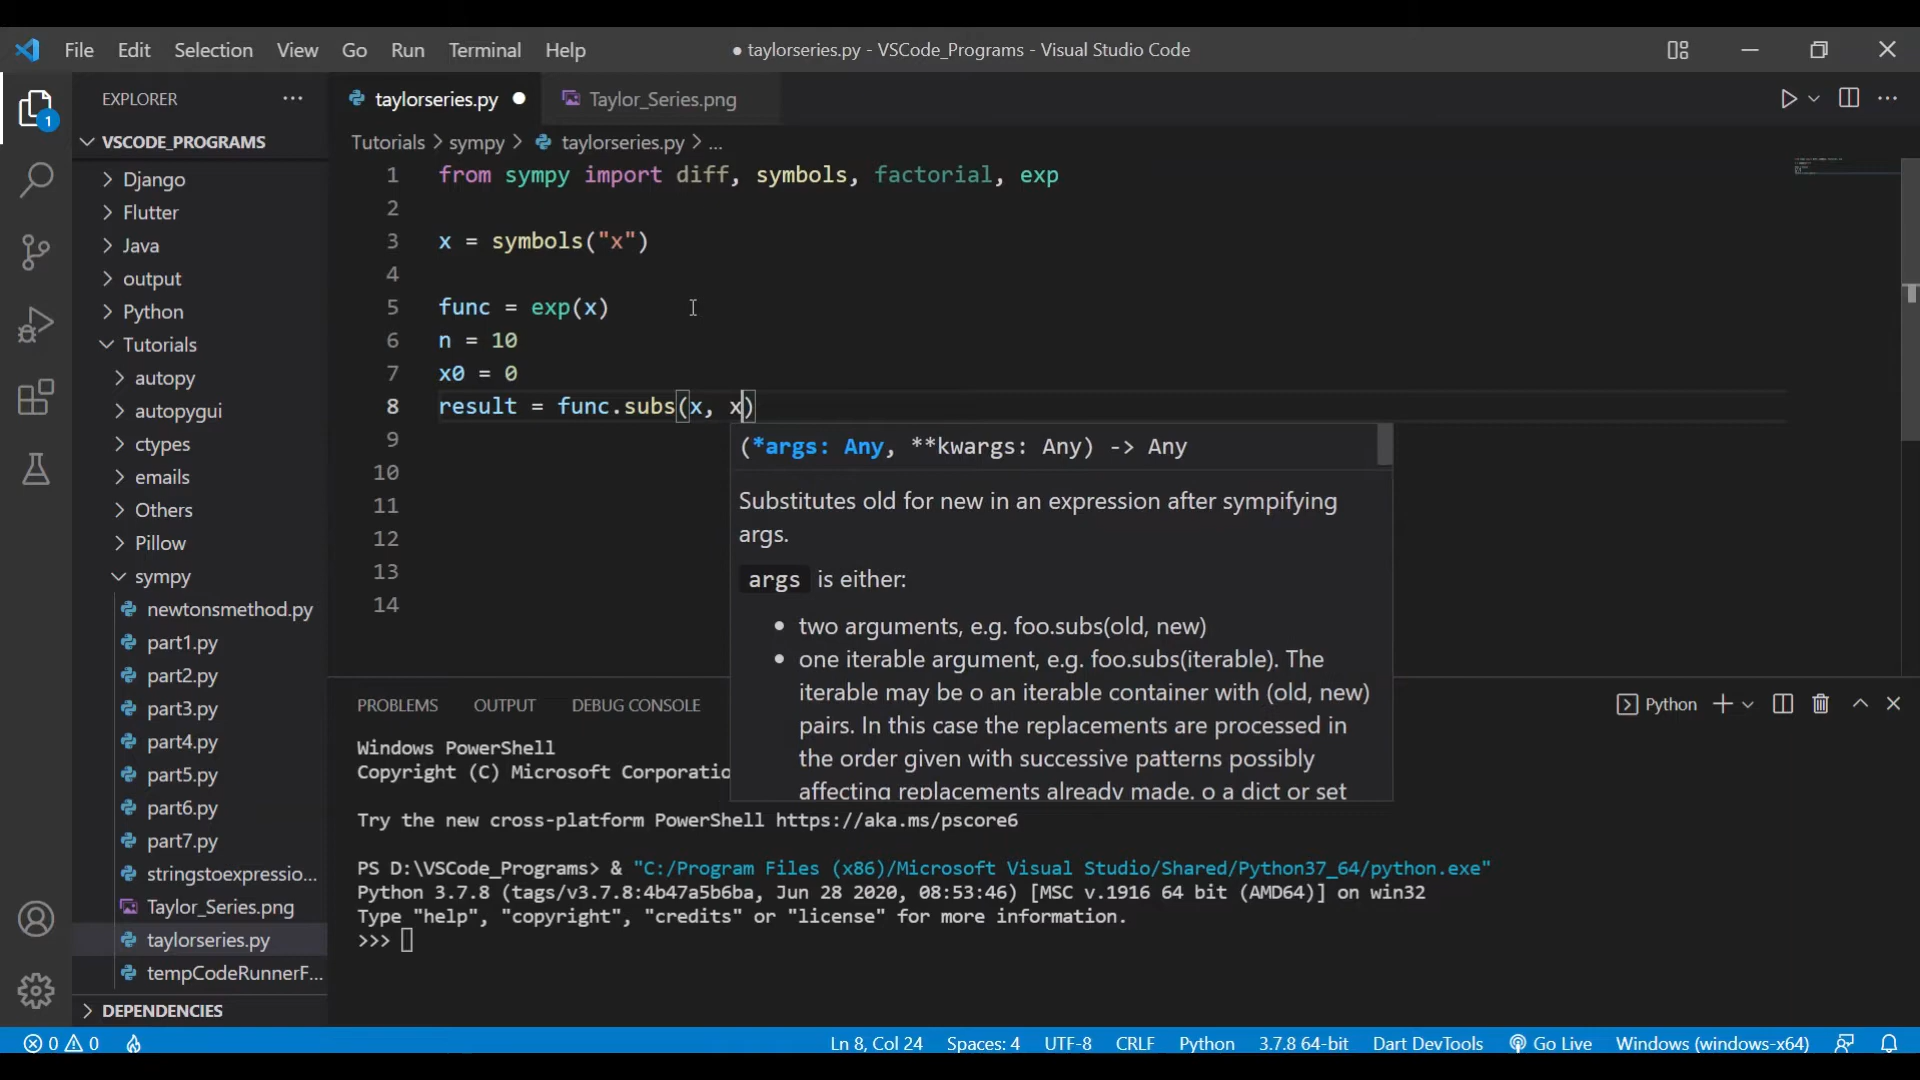 File Edit Selection View Go Run Terminal Help
● taylorseries.py - VSCode_Programs - Visual Studio Code
EXPLORER
taylorseries.py ●
Taylor_Series.png
VSCODE_PROGRAMS
Django
Flutter
Java
output
Python
Tutorials
autopy
autopygui
ctypes
emails
Others
Pillow
sympy
newtonsmethod.py
part1.py
part2.py
part3.py
part4.py
part5.py
part6.py
part7.py
stringstoexpressio...
Taylor_Series.png
taylorseries.py
tempCodeRunnerF...
DEPENDENCIES
1
Tutorials > sympy > taylorseries.py > ...
1 from sympy import diff, symbols, factorial, exp
2
3 x = symbols("x")
4
5 func = exp(x)
6 n = 10
7 x0 = 0
8 result = func.subs(x, x)
9
10
11
12
13
14
(*args: Any, **kwargs: Any) -> Any
Substitutes old for new in an expression after sympifying
args.
args is either:
• two arguments, e.g. foo.subs(old, new)
• one iterable argument, e.g. foo.subs(iterable). The
iterable may be o an iterable container with (old, new)
pairs. In this case the replacements are processed in
the order given with successive patterns possibly
affecting replacements already made. o a dict or set
PROBLEMS OUTPUT DEBUG CONSOLE
Python
Windows PowerShell
Copyright (C) Microsoft Corporatio
Try the new cross-platform PowerShell https://aka.ms/pscore6
PS D:\VSCode_Programs> & "C:/Program Files (x86)/Microsoft Visual Studio/Shared/Python37_64/python.exe"
Python 3.7.8 (tags/v3.7.8:4b47a5b6ba, Jun 28 2020, 08:53:46) [MSC v.1916 64 bit (AMD64)] on win32
Type "help", "copyright", "credits" or "license" for more information.
>>>
0 0 Ln 8, Col 24 Spaces: 4 UTF-8 CRLF Python 3.7.8 64-bit Dart DevTools Go Live Windows (windows-x64)